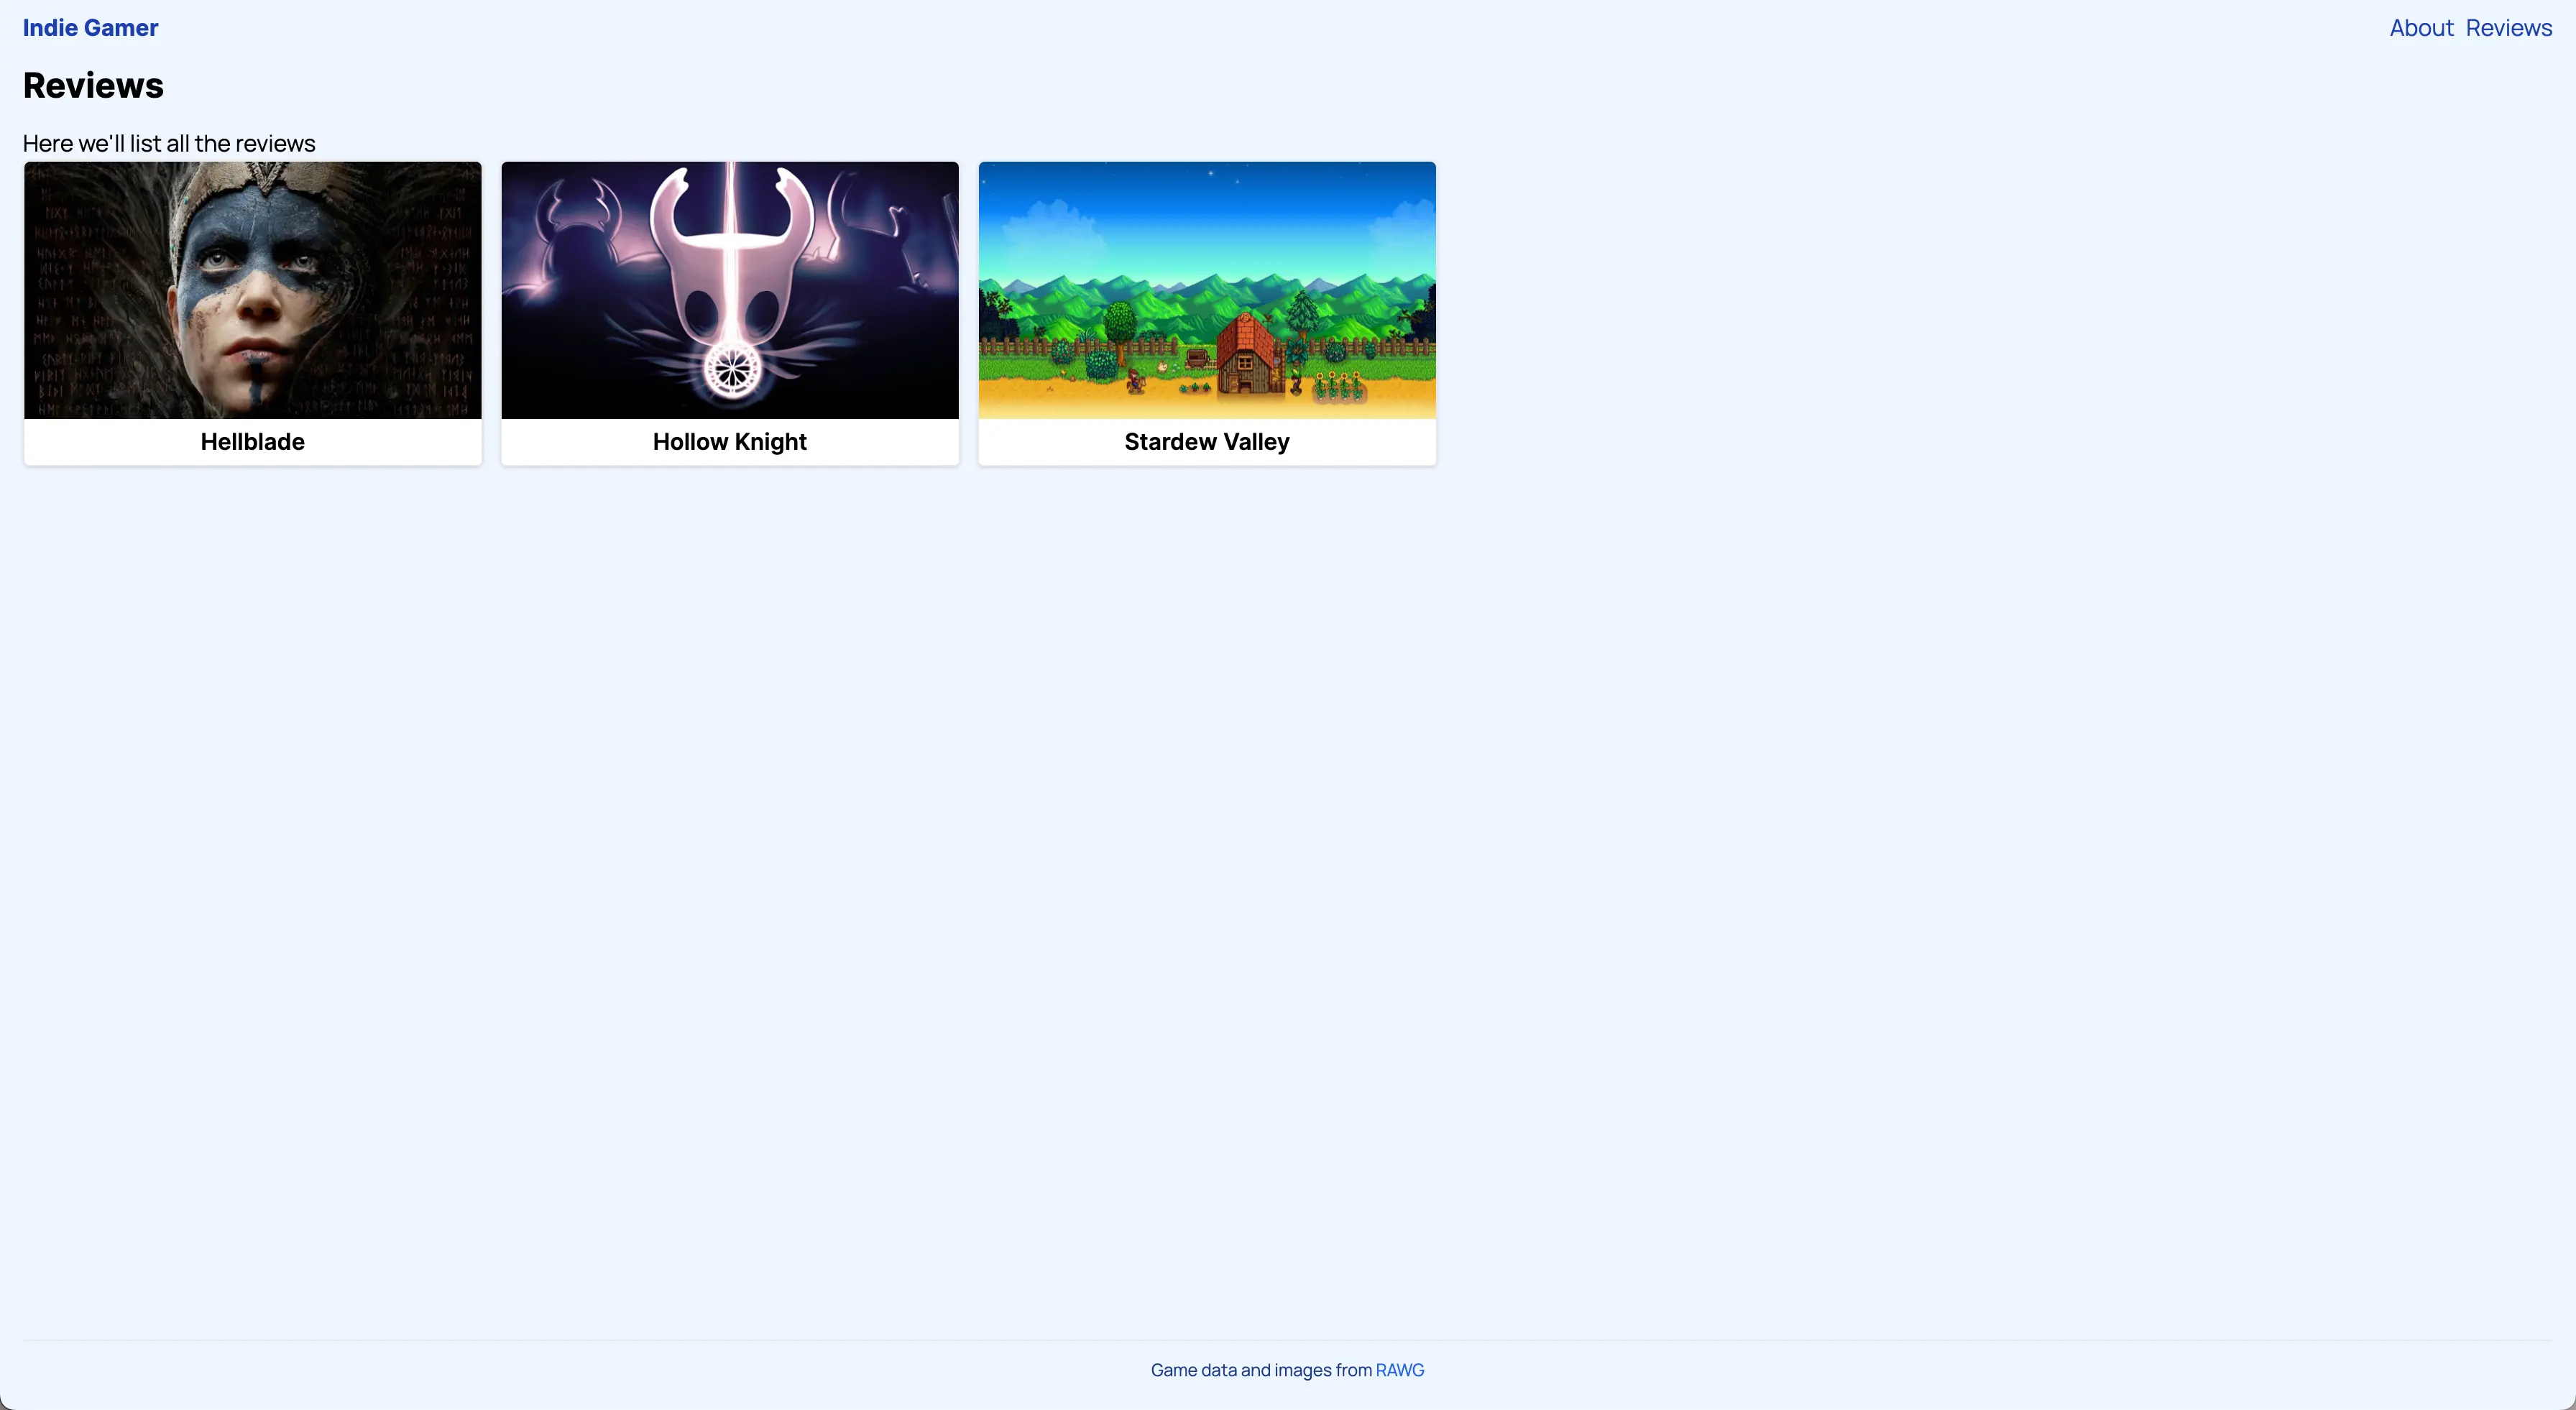 Indie Gamer
About Reviews
Reviews
Here we'll list all the reviews
Hellblade
Hollow Knight
Stardew Valley
Game data and images from RAWG